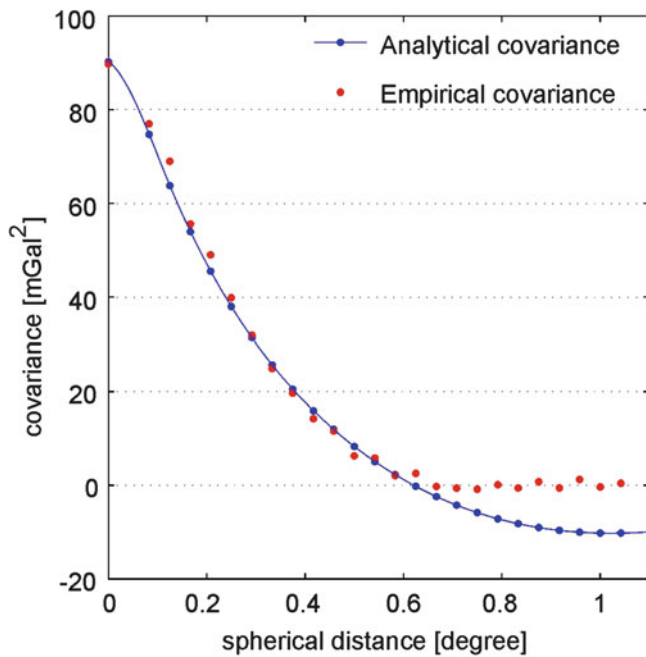 100
Analytical covariance
Empirical covariance
80
60
40
20
0
-20
covariance [mGal²]
0 0.2 0.4 0.6 0.8 1
spherical distance [degree]